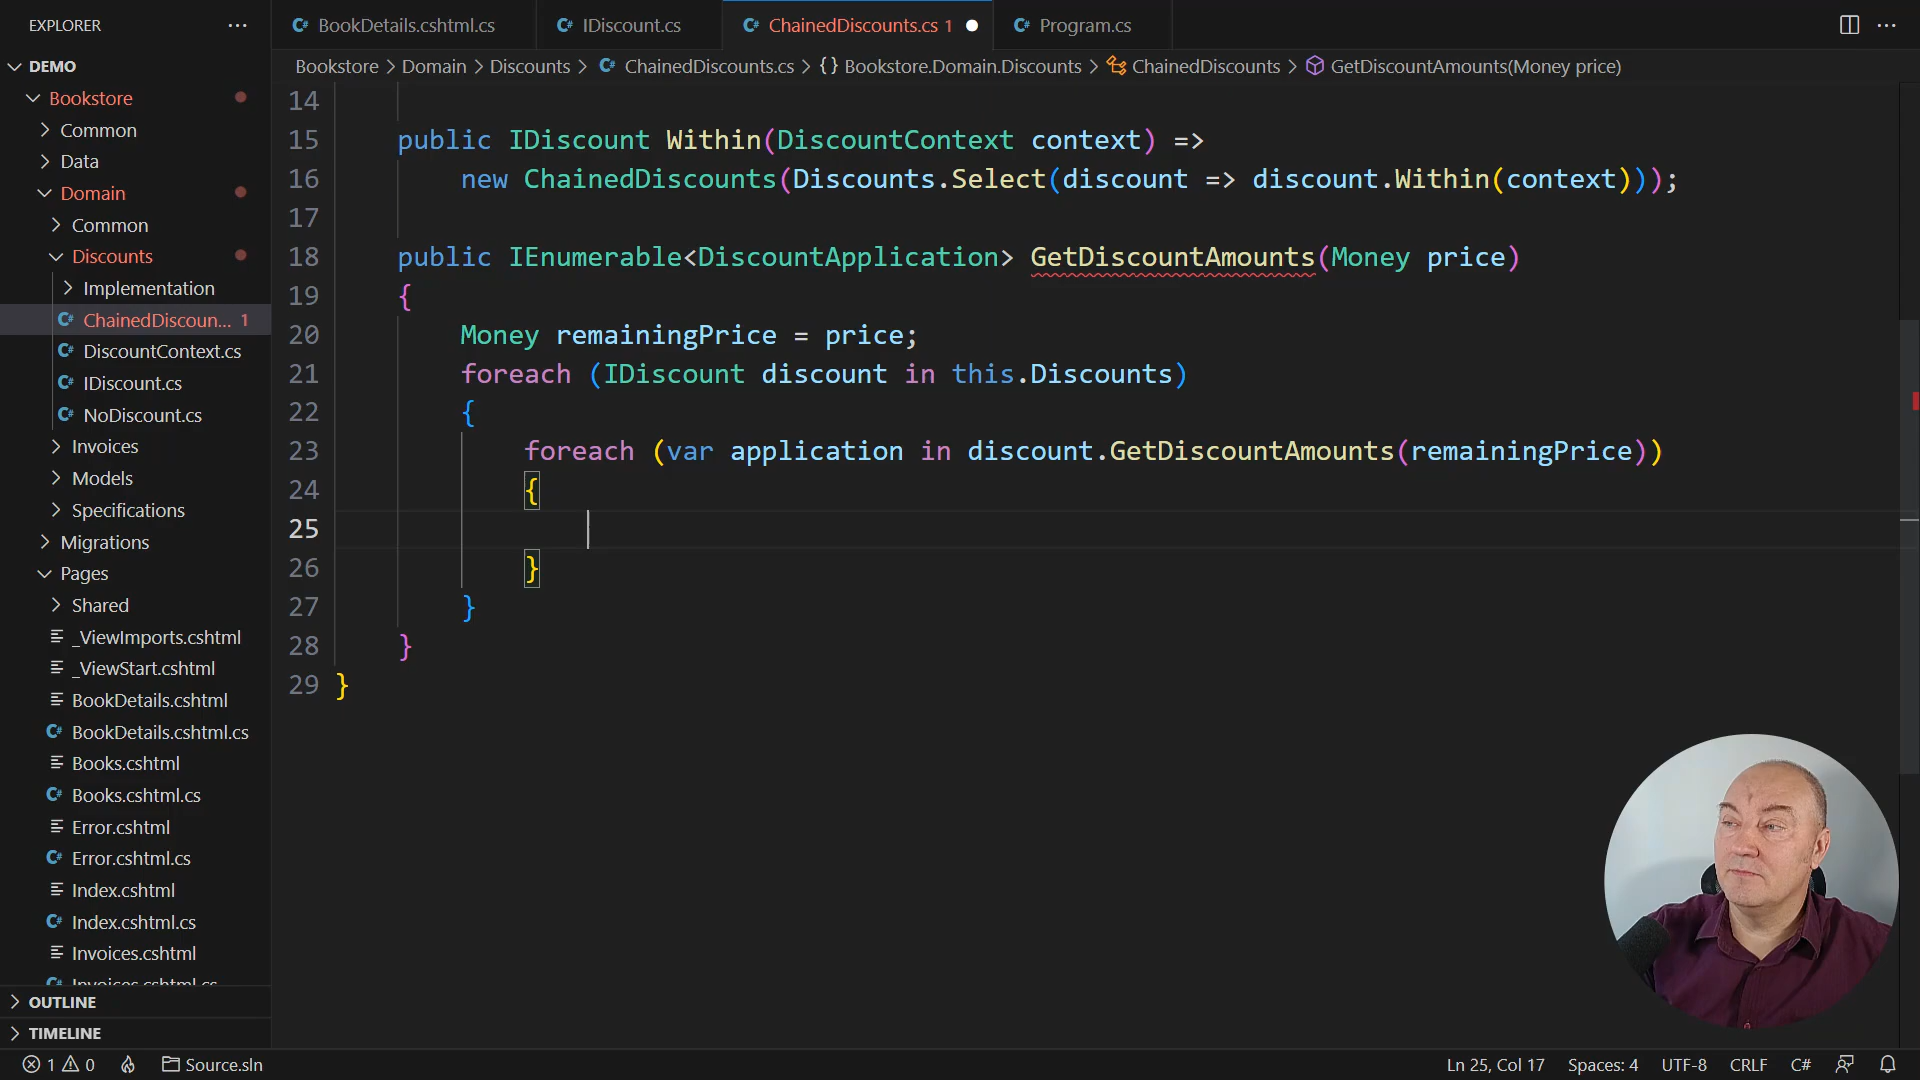 EXPLORER
DEMO
Bookstore
Common
Data
Domain
Common
Discounts
Implementation
C# ChainedDiscoun... 1
C# DiscountContext.cs
C# IDiscount.cs
C# NoDiscount.cs
Invoices
Models
Specifications
Migrations
Pages
Shared
_ViewImports.cshtml
_ViewStart.cshtml
BookDetails.cshtml
C# BookDetails.cshtml.cs
Books.cshtml
C# Books.cshtml.cs
Error.cshtml
C# Error.cshtml.cs
Index.cshtml
C# Index.cshtml.cs
Invoices.cshtml
C# Invoices.cshtml.cs
OUTLINE
TIMELINE
C# BookDetails.cshtml.cs C# IDiscount.cs C# ChainedDiscounts.cs 1 C# Program.cs
Bookstore > Domain > Discounts > C# ChainedDiscounts.cs > {} Bookstore.Domain.Discounts > ChainedDiscounts > GetDiscountAmounts(Money price)
14
15 public IDiscount Within(DiscountContext context) =>
16 new ChainedDiscounts(Discounts.Select(discount => discount.Within(context)));
17
18 public IEnumerable<DiscountApplication> GetDiscountAmounts(Money price)
19 {
20 Money remainingPrice = price;
21 foreach (IDiscount discount in this.Discounts)
22 {
23 foreach (var application in discount.GetDiscountAmounts(remainingPrice))
24 {
25
26 }
27 }
28 }
29 }
1 0 Source.sln Ln 25, Col 17 Spaces: 4 UTF-8 CRLF C#